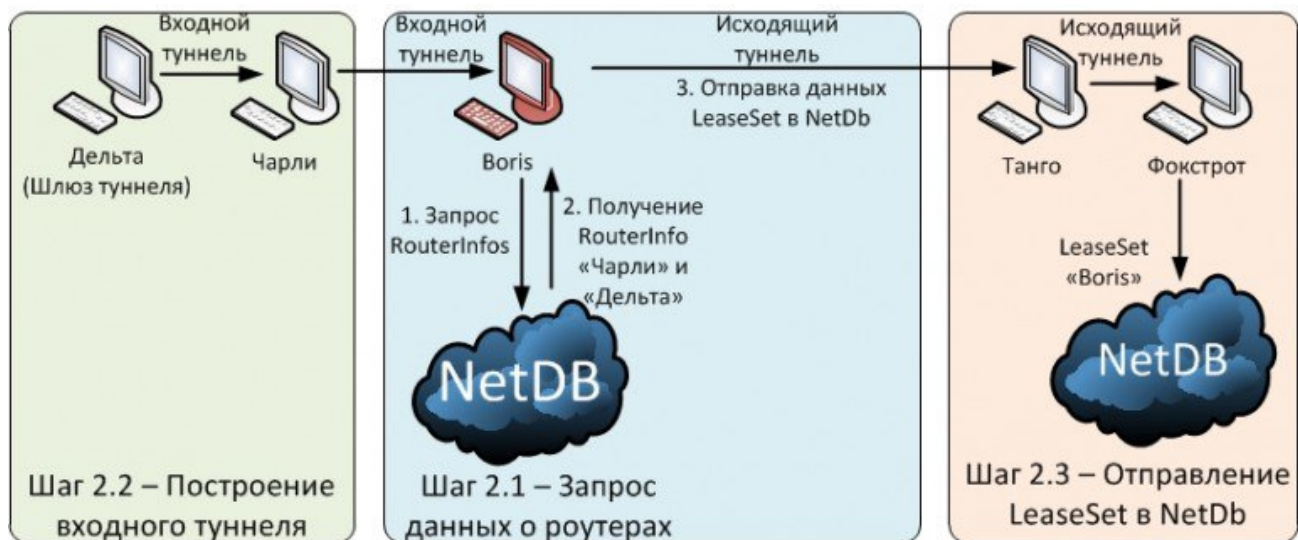 Входной
туннель
Дельта
(Шлюз туннеля)
Чарли
Шаг 2.2 – Построение
входного туннеля
Входной
туннель
Исходящий
туннель
3. Отправка данных
LeaseSet в NetDb
Boris
1. Запрос
RouterInfos
2. Получение
RouterInfo
«Чарли» и
«Дельта»
NetDB
Шаг 2.1 – Запрос
данных о роутерах
Исходящий
туннель
Танго
Фокстрот
LeaseSet
«Boris»
NetDB
Шаг 2.3 – Отправление
LeaseSet в NetDb